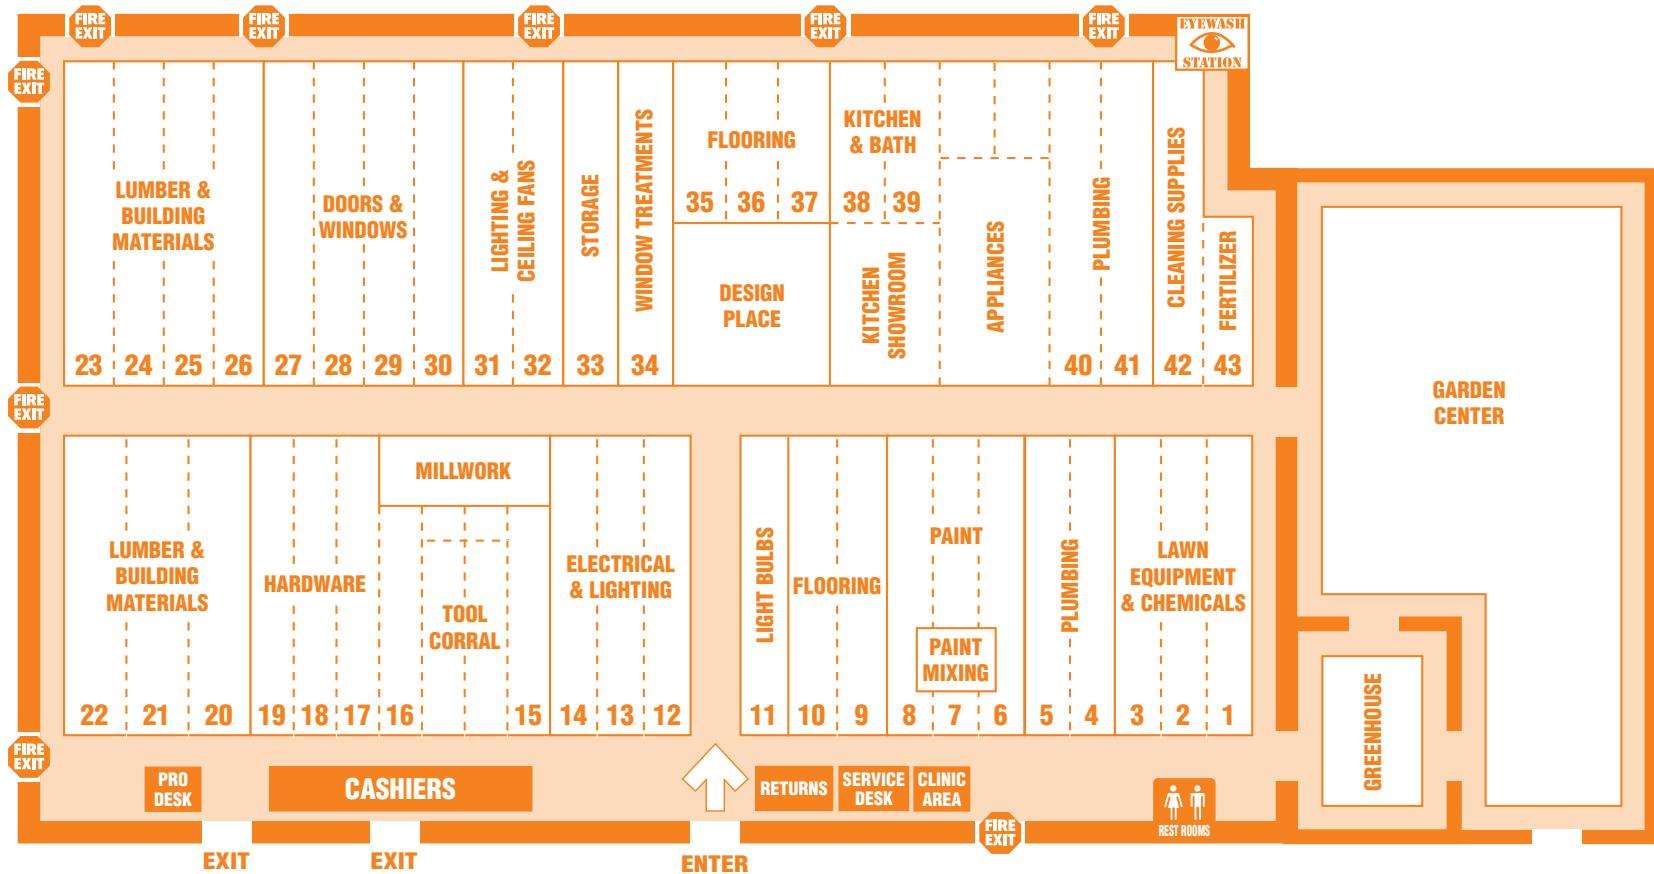 FIRE
EXIT
FIRE
EXIT
FIRE
EXIT
FIRE
EXIT
FIRE
EXIT
EYEWASH
STATION
FIRE
EXIT
LUMBER &
BUILDING
MATERIALS
23 24 25 26
DOORS &
WINDOWS
27 28 29 30
LIGHTING &
CEILING FANS
31 32
STORAGE
33
WINDOW TREATMENTS
34
FLOORING
35 36 37
DESIGN
PLACE
KITCHEN
& BATH
38 39
KITCHEN
SHOWROOM
APPLIANCES
PLUMBING
40 41
CLEANING SUPPLIES
42
FERTILIZER
43
GARDEN
CENTER
FIRE
EXIT
LUMBER &
BUILDING
MATERIALS
22 21 20
HARDWARE
19 18 17 16
MILLWORK
TOOL
CORRAL
15
ELECTRICAL
& LIGHTING
14 13 12
LIGHT BULBS
11
FLOORING
10 9
PAINT
PAINT
MIXING
8 7 6
PLUMBING
5 4
LAWN
EQUIPMENT
& CHEMICALS
3 2 1
GREENHOUSE
FIRE
EXIT
PRO
DESK
CASHIERS
RETURNS
SERVICE
DESK
CLINIC
AREA
REST ROOMS
FIRE
EXIT
EXIT
EXIT
ENTER